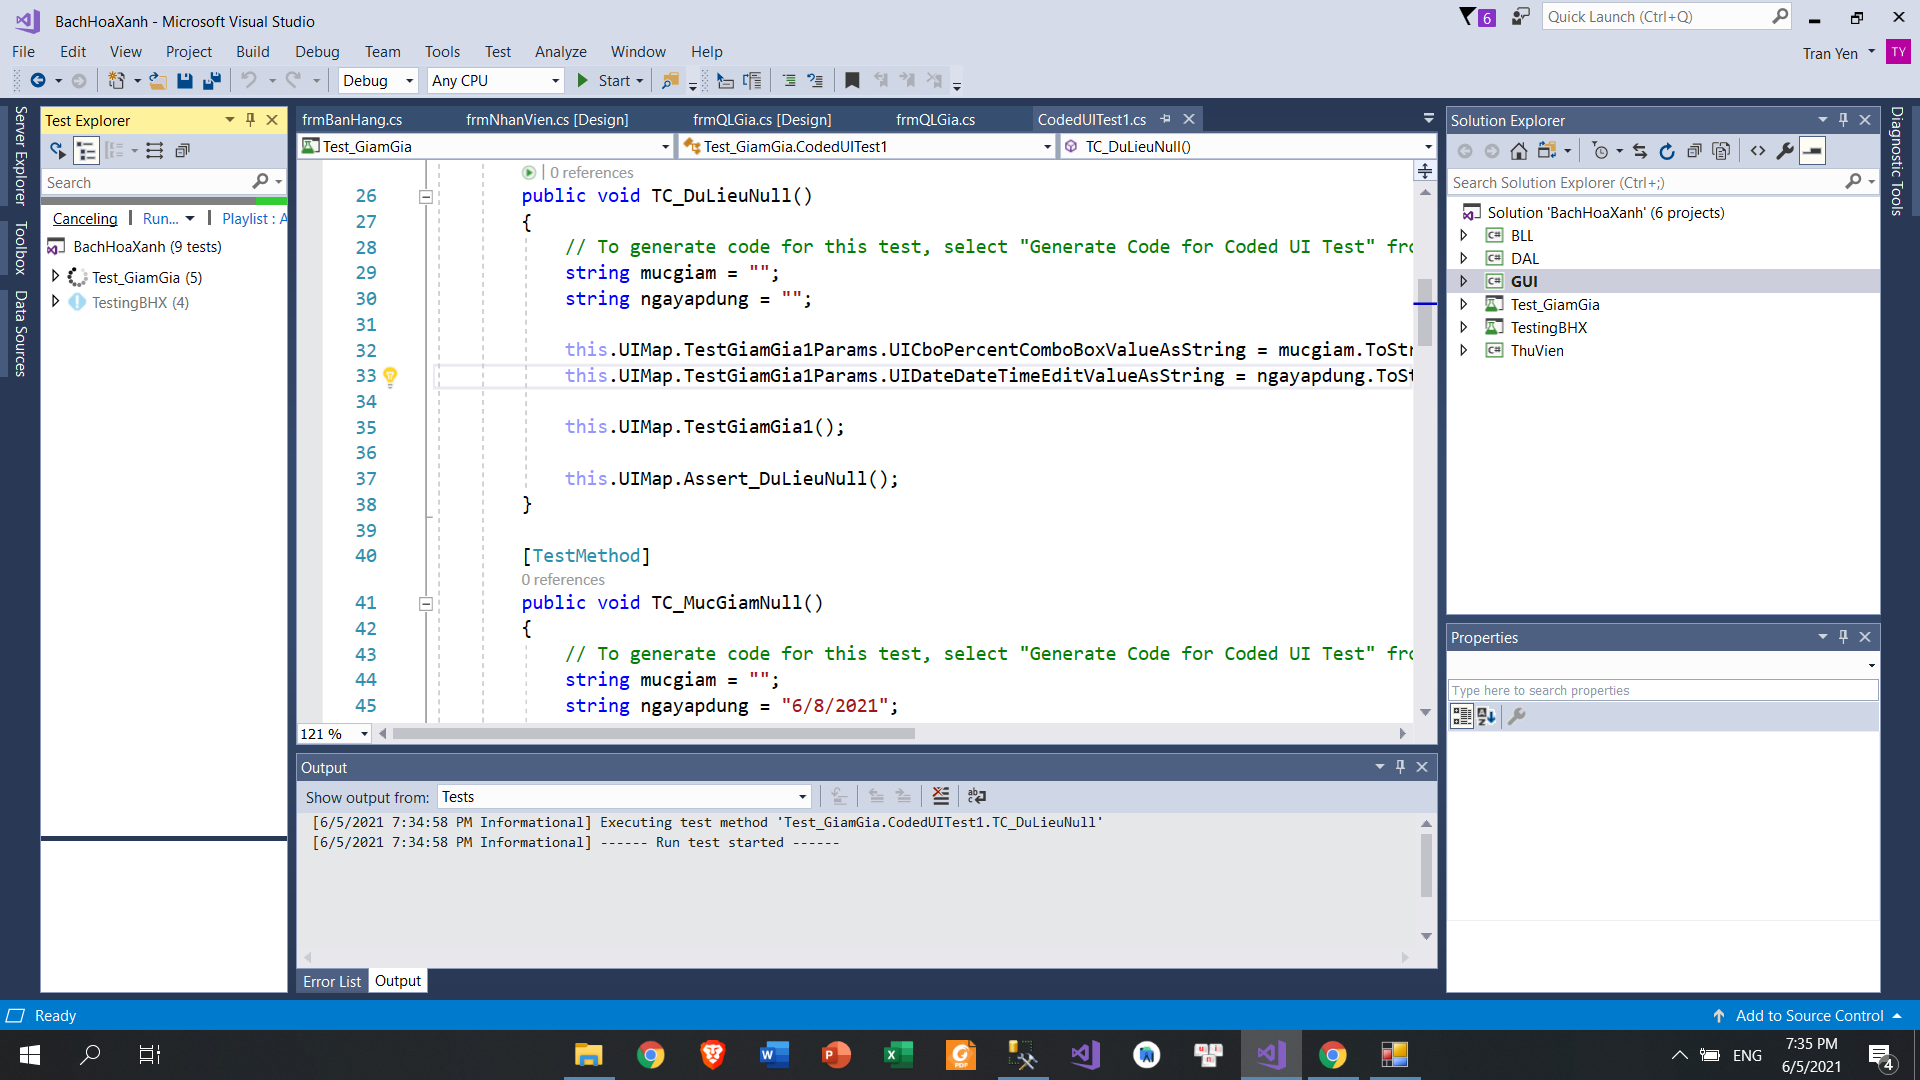 BachHoaXanh - Microsoft Visual Studio
6
Quick Launch (Ctrl+Q)
File Edit View Project Build Debug Team Tools Test Analyze Window Help
Tran Yen TY
Debug Any CPU Start
Server Explorer
Toolbox
Data Sources
Test Explorer
Search
Canceling | Run... | Playlist : A
BachHoaXanh (9 tests)
Test_GiamGia (5)
TestingBHX (4)
frmBanHang.cs frmNhanVien.cs [Design] frmQLGia.cs [Design] frmQLGia.cs CodedUITest1.cs
Test_GiamGia Test_GiamGia.CodedUITest1 TC_DuLieuNull()
| 0 references
26 public void TC_DuLieuNull()
27 {
28 // To generate code for this test, select "Generate Code for Coded UI Test" fro
29 string mucgiam = "";
30 string ngayapdung = "";
31
32 this.UIMap.TestGiamGia1Params.UICboPercentComboBoxValueAsString = mucgiam.ToStr
33 this.UIMap.TestGiamGia1Params.UIDateDateTimeEditValueAsString = ngayapdung.ToSt
34
35 this.UIMap.TestGiamGia1();
36
37 this.UIMap.Assert_DuLieuNull();
38 }
39
40 [TestMethod]
0 references
41 public void TC_MucGiamNull()
42 {
43 // To generate code for this test, select "Generate Code for Coded UI Test" fro
44 string mucgiam = "";
45 string ngayapdung = "6/8/2021";
121 %
Output
Show output from: Tests
[6/5/2021 7:34:58 PM Informational] Executing test method 'Test_GiamGia.CodedUITest1.TC_DuLieuNull'
[6/5/2021 7:34:58 PM Informational] ------ Run test started ------
Error List Output
Solution Explorer
Search Solution Explorer (Ctrl+;)
Solution 'BachHoaXanh' (6 projects)
C# BLL
C# DAL
C# GUI
Test_GiamGia
TestingBHX
C# ThuVien
Properties
Type here to search properties
Diagnostic Tools
Ready
Add to Source Control
ENG
7:35 PM
6/5/2021
4